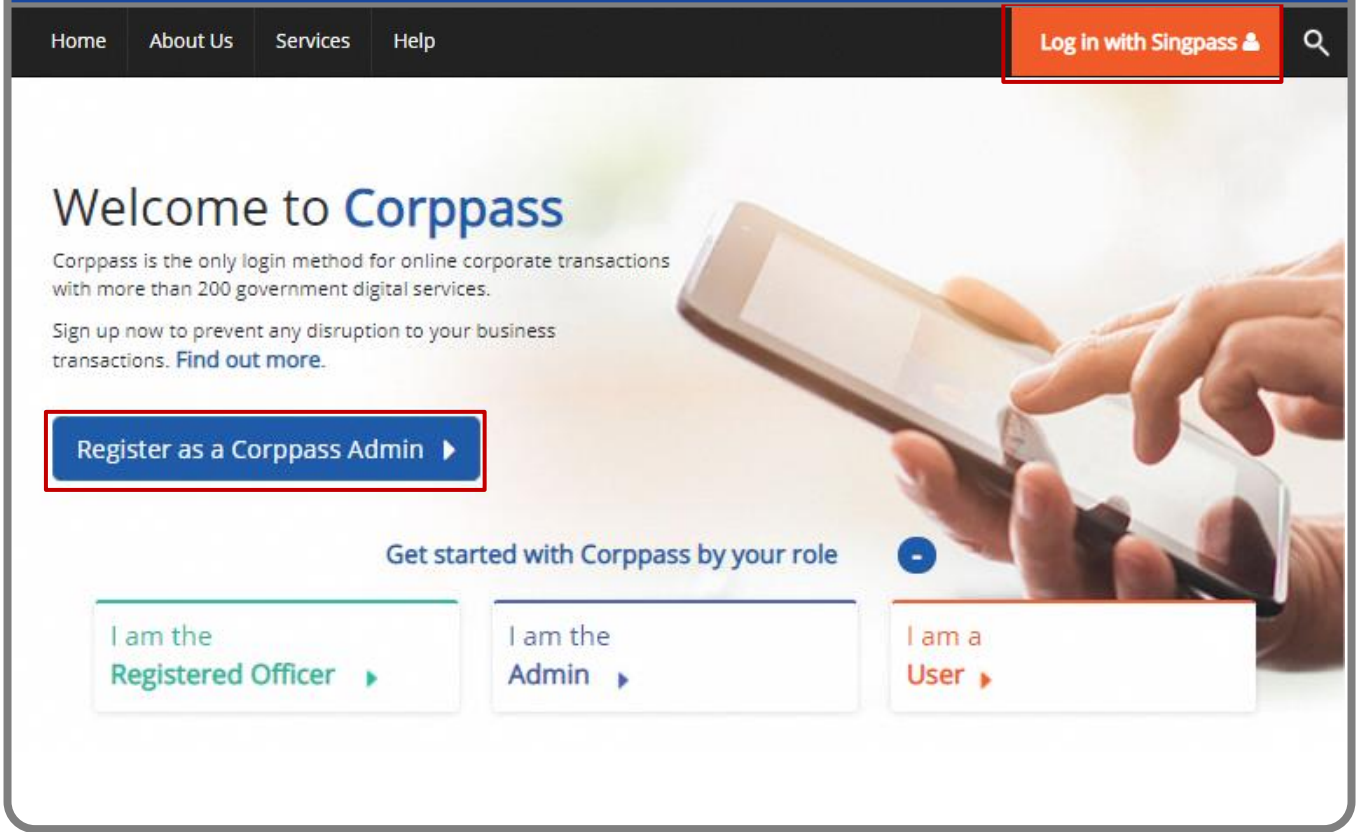 Home About Us Services Help Log in with Singpass
Welcome to Corppass
Corppass is the only login method for online corporate transactions
with more than 200 government digital services.
Sign up now to prevent any disruption to your business
transactions. Find out more.
Register as a Corppass Admin
Get started with Corppass by your role -
I am the
Registered Officer
I am the
Admin
I am a
User